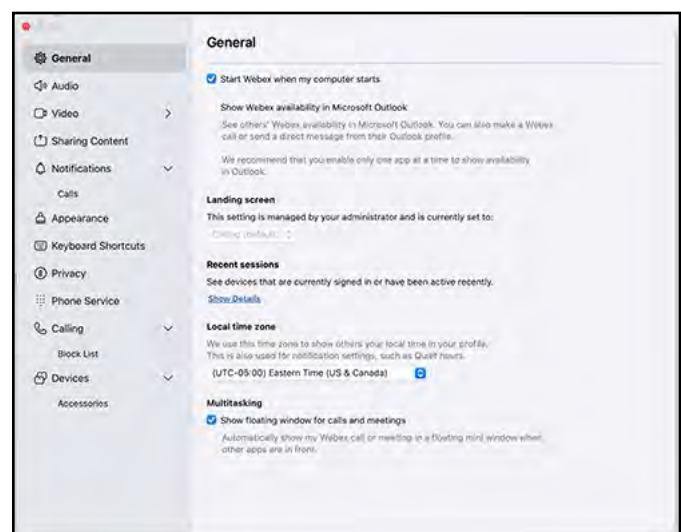 General
Audio
Video
Sharing Content
Notifications
Calls
Appearance
Keyboard Shortcuts
Privacy
Phone Service
Calling
Block List
Devices
Accessories
General
Start Webex when my computer starts
Show Webex availability in Microsoft Outlook
See others' Webex availability in Microsoft Outlook. You can also make a Webex
call or send a direct message from their Outlook profile.
We recommend that you enable only one app at a time to show availability
in Outlook.
Landing screen
This setting is managed by your administrator and is currently set to:
Calling (default)
Recent sessions
See devices that are currently signed in or have been active recently.
Show Details
Local time zone
We use this time zone to show others your local time in your profile.
This is also used for notification settings, such as Quiet hours.
(UTC-05:00) Eastern Time (US & Canada)
Multitasking
Show floating window for calls and meetings
Automatically show my Webex call or meeting in a floating mini window when
other apps are in front.